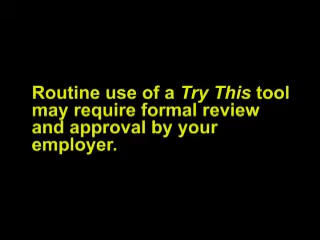 Routine use of a Try This tool
may require formal review
and approval by your
employer.